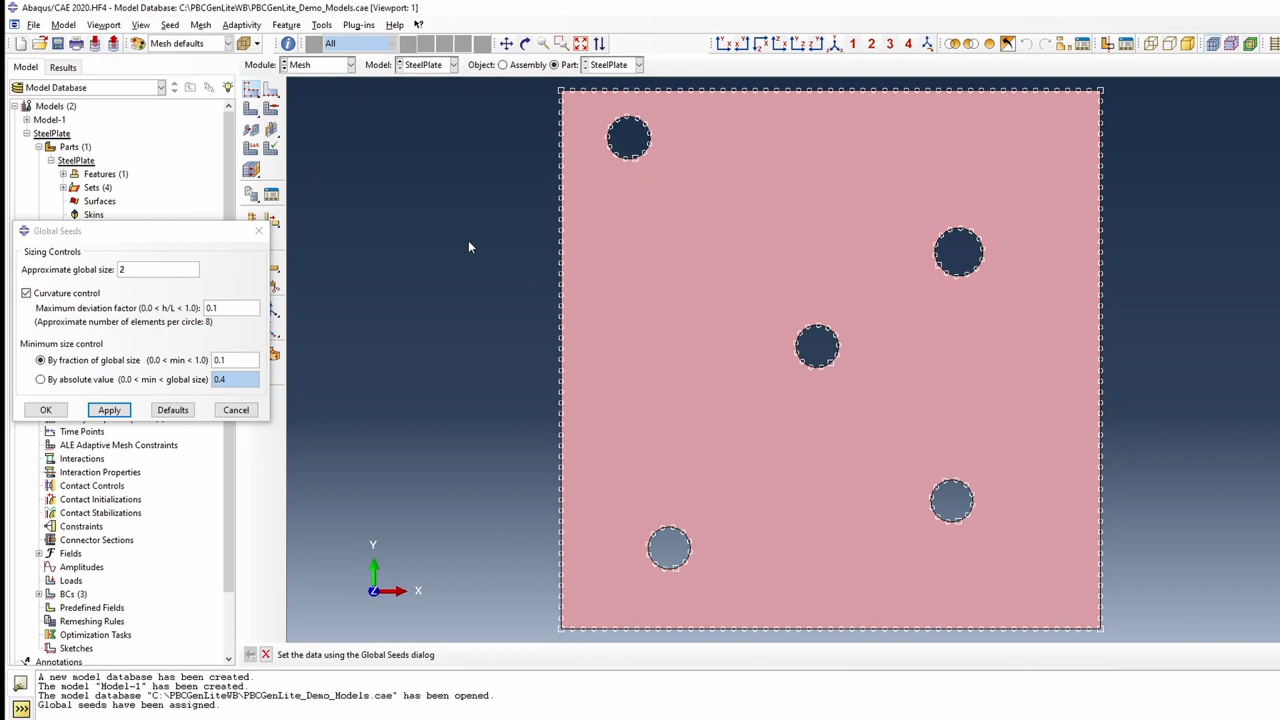 Abaqus/CAE 2020.HF4 - Model Database: C:\PBCGenLiteWB\PBCGenLite_Demo_Models.cae [Viewport: 1]
File Model Viewport View Seed Mesh Adaptivity Feature Tools Plug-ins Help
Mesh defaults All 1 2 3 4
Model Results Module: Mesh Model: SteelPlate Object: Assembly Part: SteelPlate
Model Database
Models (2)
Model-1
SteelPlate
Parts (1)
SteelPlate
Features (1)
Sets (4)
Surfaces
Skins
Global Seeds
Sizing Controls
Approximate global size: 2
Curvature control
Maximum deviation factor (0.0 < h/L < 1.0): 0.1
(Approximate number of elements per circle: 8)
Minimum size control
By fraction of global size (0.0 < min < 1.0) 0.1
By absolute value (0.0 < min < global size) 0.4
OK Apply Defaults Cancel
Time Points
ALE Adaptive Mesh Constraints
Interactions
Interaction Properties
Contact Controls
Contact Initializations
Contact Stabilizations
Constraints
Connector Sections
Fields
Amplitudes
Loads
BCs (3)
Predefined Fields
Remeshing Rules
Optimization Tasks
Sketches
Annotations
Y
Z X
Set the data using the Global Seeds dialog
A new model database has been created.
The model "Model-1" has been created.
The model database "C:\PBCGenLiteWB\PBCGenLite_Demo_Models.cae" has been opened.
Global seeds have been assigned.